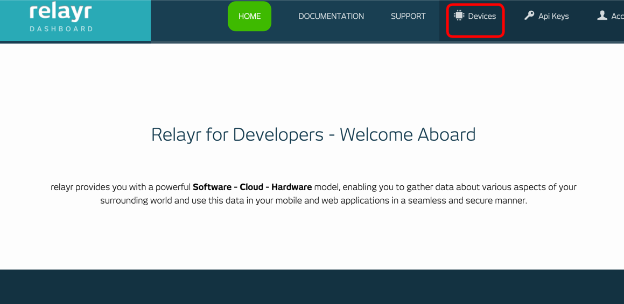 relayr
DASHBOARD
HOME DOCUMENTATION SUPPORT Devices Api Keys Acc
Relayr for Developers - Welcome Aboard
relayr provides you with a powerful Software - Cloud - Hardware model, enabling you to gather data about various aspects of your
surrounding world and use this data in your mobile and web applications in a seamless and secure manner.